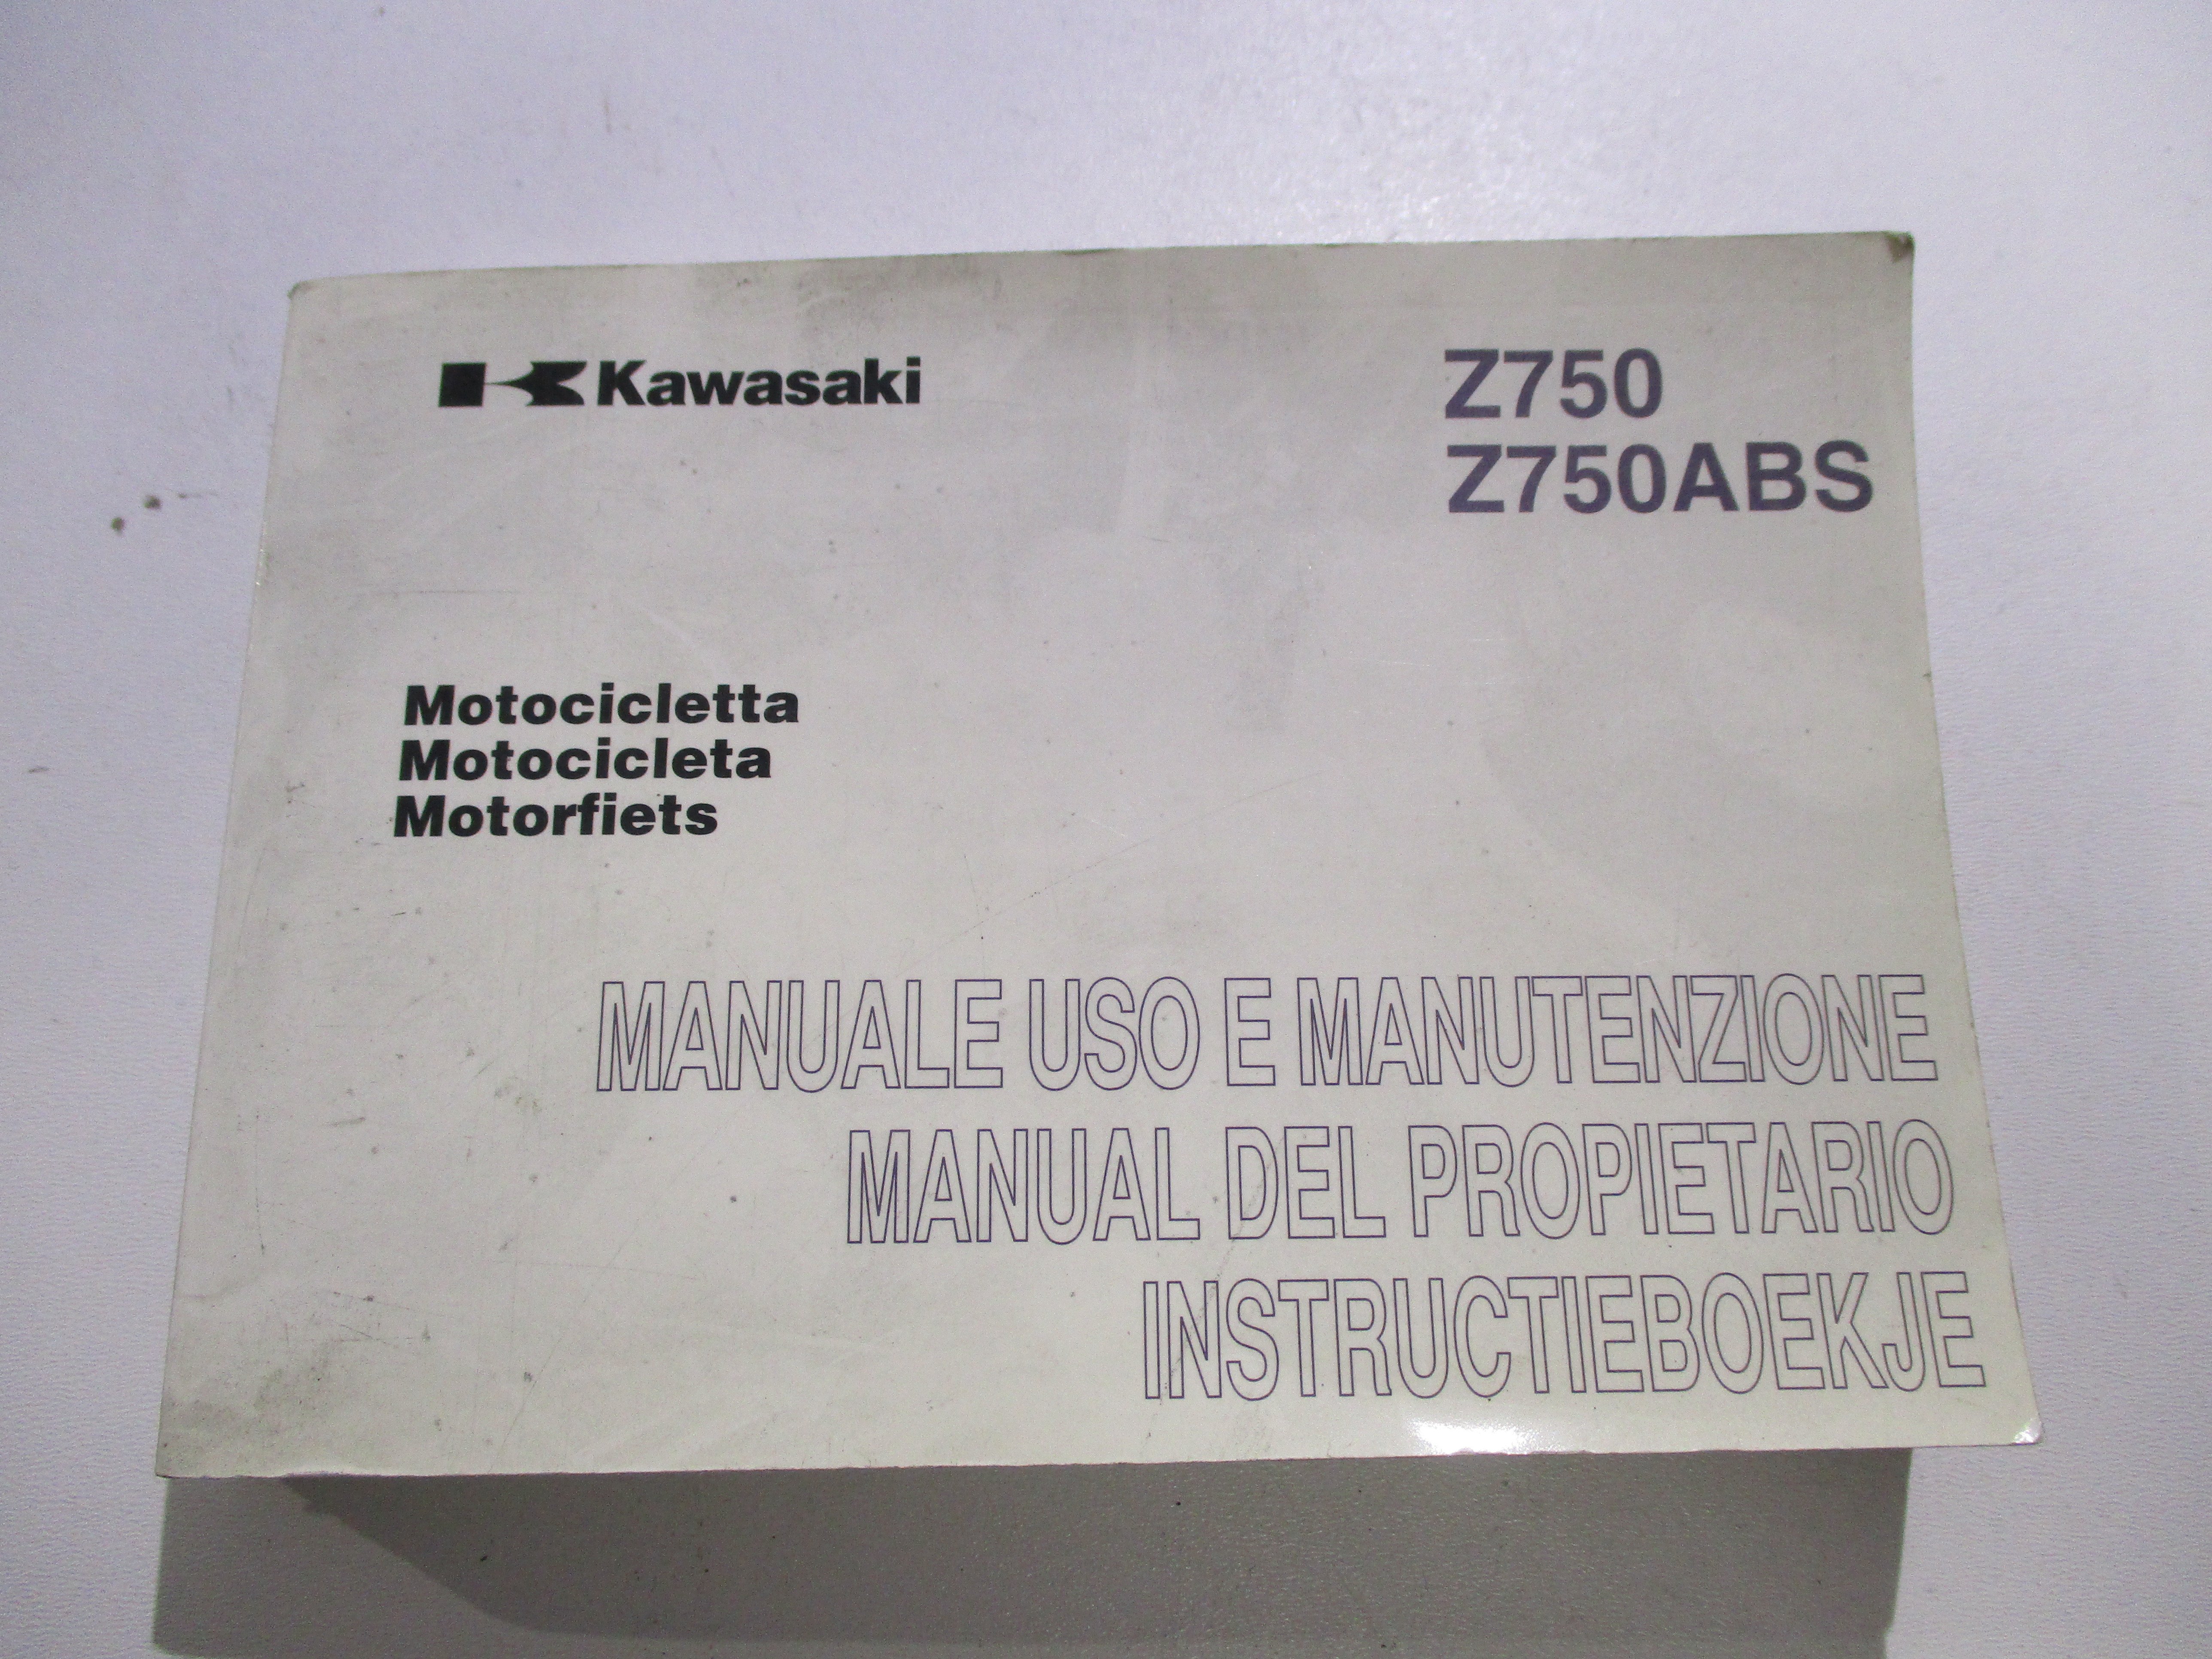 Kawasaki
Z750
Z750ABS
Motocicletta
Motocicleta
Motorfiets
MANUALE USO E MANUTENZIONE
MANUAL DEL PROPIETARIO
INSTRUCTIEBOEKJE